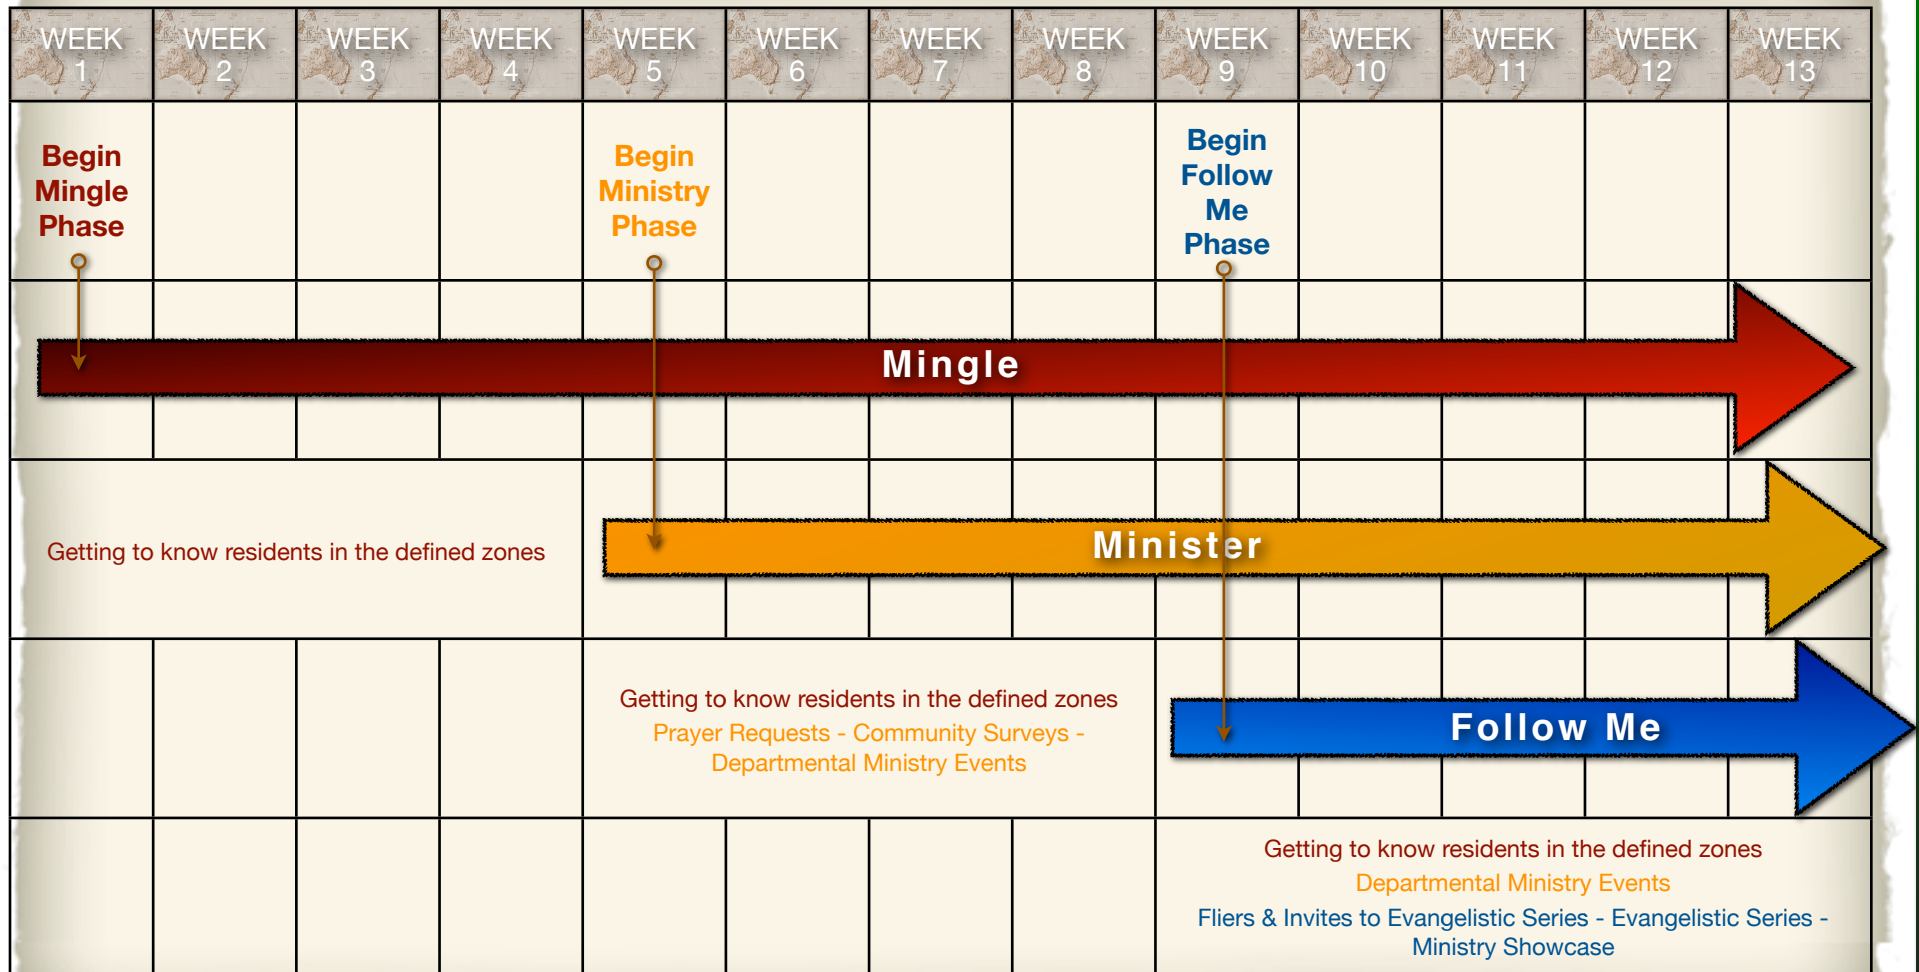 WEEK 1
WEEK 2
WEEK 3
WEEK 4
WEEK 5
WEEK 6
WEEK 7
WEEK 8
WEEK 9
WEEK 10
WEEK 11
WEEK 12
WEEK 13
Begin
Mingle
Phase
Begin
Ministry
Phase
Begin
Follow
Me
Phase
Mingle
Getting to know residents in the defined zones
Minister
Getting to know residents in the defined zones
Prayer Requests - Community Surveys -
Departmental Ministry Events
Follow Me
Getting to know residents in the defined zones
Departmental Ministry Events
Fliers & Invites to Evangelistic Series - Evangelistic Series -
Ministry Showcase